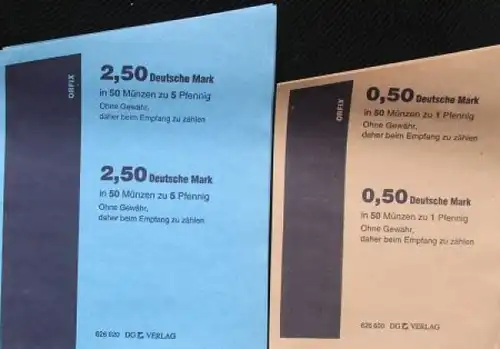 ORFIX
2,50 Deutsche Mark
in 50 Münzen zu 5 Pfennig
Ohne Gewähr,
daher beim Empfang zu zählen
2,50 Deutsche Mark
in 50 Münzen zu 5 Pfennig
Ohne Gewähr,
daher beim Empfang zu zählen
626 620 DG VERLAG
ORFIX
0,50 Deutsche Mark
in 50 Münzen zu 1 Pfennig
Ohne Gewähr,
daher beim Empfang zu zählen
0,50 Deutsche Mark
in 50 Münzen zu 1 Pfennig
Ohne Gewähr,
daher beim Empfang zu zählen
DG VERLAG